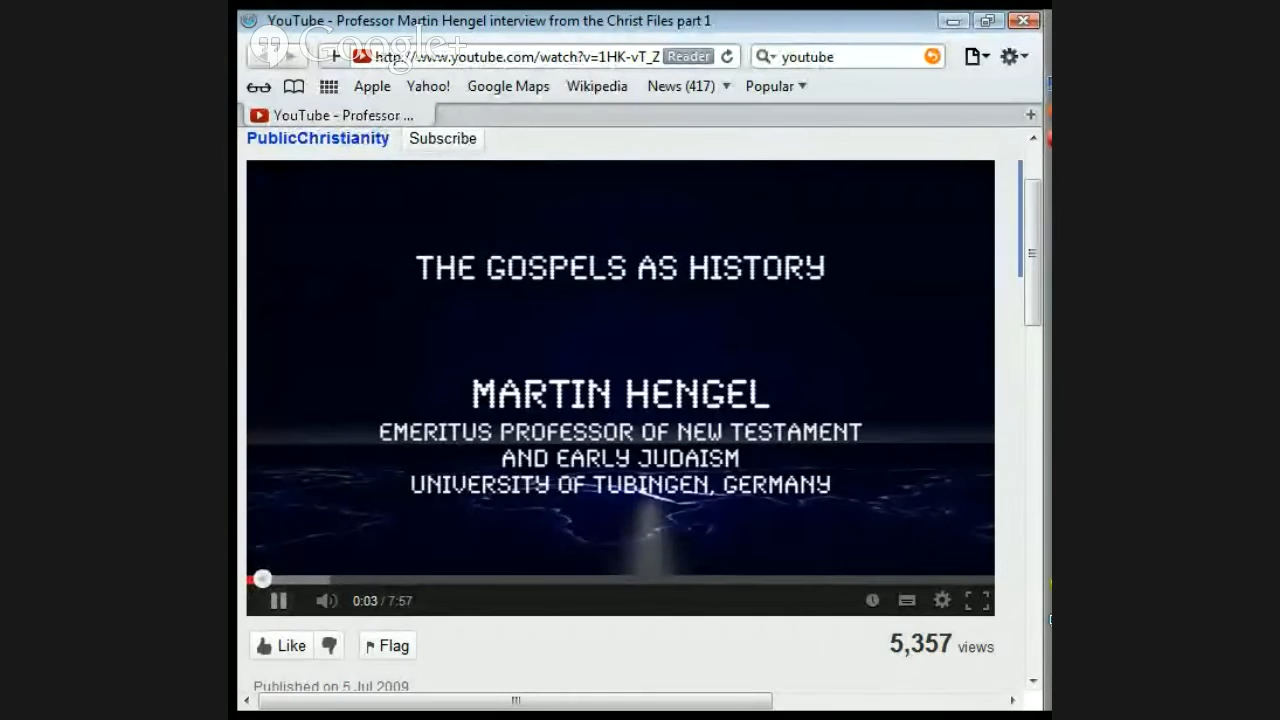 YouTube - Professor Martin Hengel interview from the Christ Files part 1
Google+
http://www.youtube.com/watch?v=1HK-vT_Z Reader
youtube
Apple Yahoo! Google Maps Wikipedia News (417) Popular
YouTube - Professor ...
PublicChristianity Subscribe
THE GOSPELS AS HISTORY
MARTIN HENGEL
EMERITUS PROFESSOR OF NEW TESTAMENT
AND EARLY JUDAISM
UNIVERSITY OF TUBINGEN, GERMANY
0:03 / 7:57
Like Flag
5,357 views
Published on 5 Jul 2009